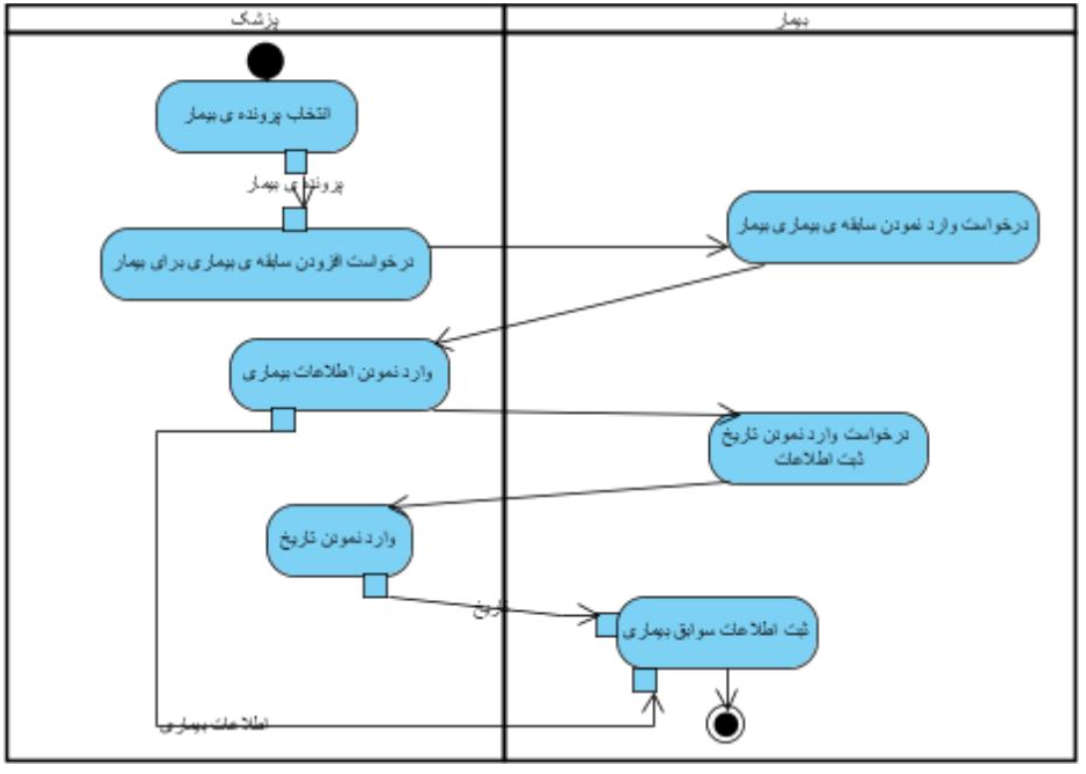 پزشک
بیمار
انتخاب پرونده ی بیمار
پرونده ی بیمار
درخواست وارد نمودن سابقه ی بیماری بیمار
درخواست افزودن سابقه ی بیماری برای بیمار
وارد نمودن اطلاعات بیماری
درخواست وارد نمودن تاریخ
ثبت اطلاعات
وارد نمودن تاریخ
تاریخ
ثبت اطلاعات سوابق بیماری
اطلاعات بیماری